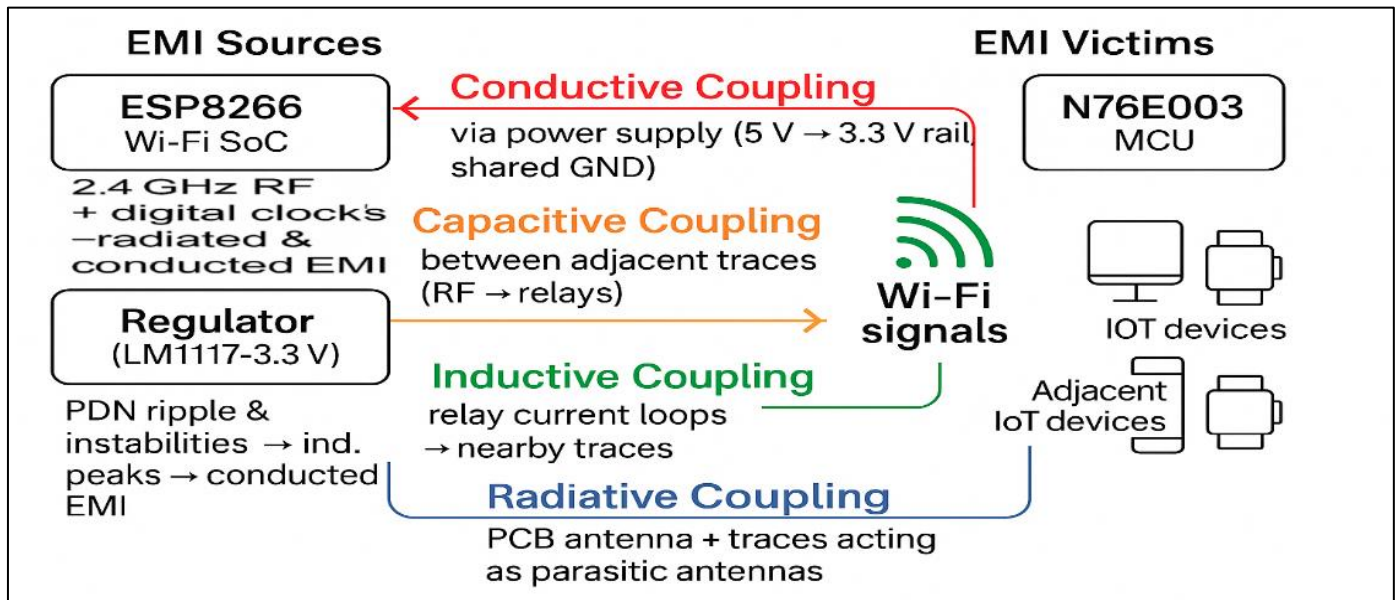 EMI Sources
EMI Victims
ESP8266
Wi-Fi SoC
2.4 GHz RF
+ digital clock's
−radiated &
conducted EMI
Regulator
(LM1117-3.3 V)
PDN ripple &
instabilities → ind.
peaks → conducted
EMI
Conductive Coupling
via power supply (5 V → 3.3 V rail,
shared GND)
Capacitive Coupling
between adjacent traces
(RF → relays)
Inductive Coupling
relay current loops
→ nearby traces
Radiative Coupling
PCB antenna + traces acting
as parasitic antennas
Wi-Fi
signals
N76E003
MCU
IOT devices
Adjacent
IoT devices